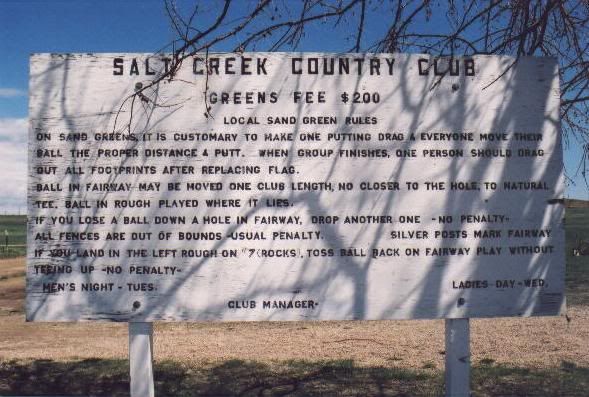 SALT CREEK COUNTRY CLUB
GREENS FEE $2.00
LOCAL SAND GREEN RULES
ON SAND GREENS, IT IS CUSTOMARY TO MAKE ONE PUTTING DRAG & EVERYONE MOVE THEIR
BALL THE PROPER DISTANCE & PUTT. WHEN GROUP FINISHES, ONE PERSON SHOULD DRAG
OUT ALL FOOTPRINTS AFTER REPLACING FLAG.
BALL IN FAIRWAY MAY BE MOVED ONE CLUB LENGTH, NO CLOSER TO THE HOLE, TO NATURAL
TEE. BALL IN ROUGH PLAYED WHERE IT LIES.
IF YOU LOSE A BALL DOWN A HOLE IN FAIRWAY, DROP ANOTHER ONE -NO PENALTY-
ALL FENCES ARE OUT OF BOUNDS -USUAL PENALTY. SILVER POSTS MARK FAIRWAY
IF YOU LAND IN THE LEFT ROUGH ON #7 (ROCKS), TOSS BALL BACK ON FAIRWAY PLAY WITHOUT
TEEING UP -NO PENALTY-
MEN'S NIGHT - TUES. LADIES-DAY-WED.
CLUB MANAGER-